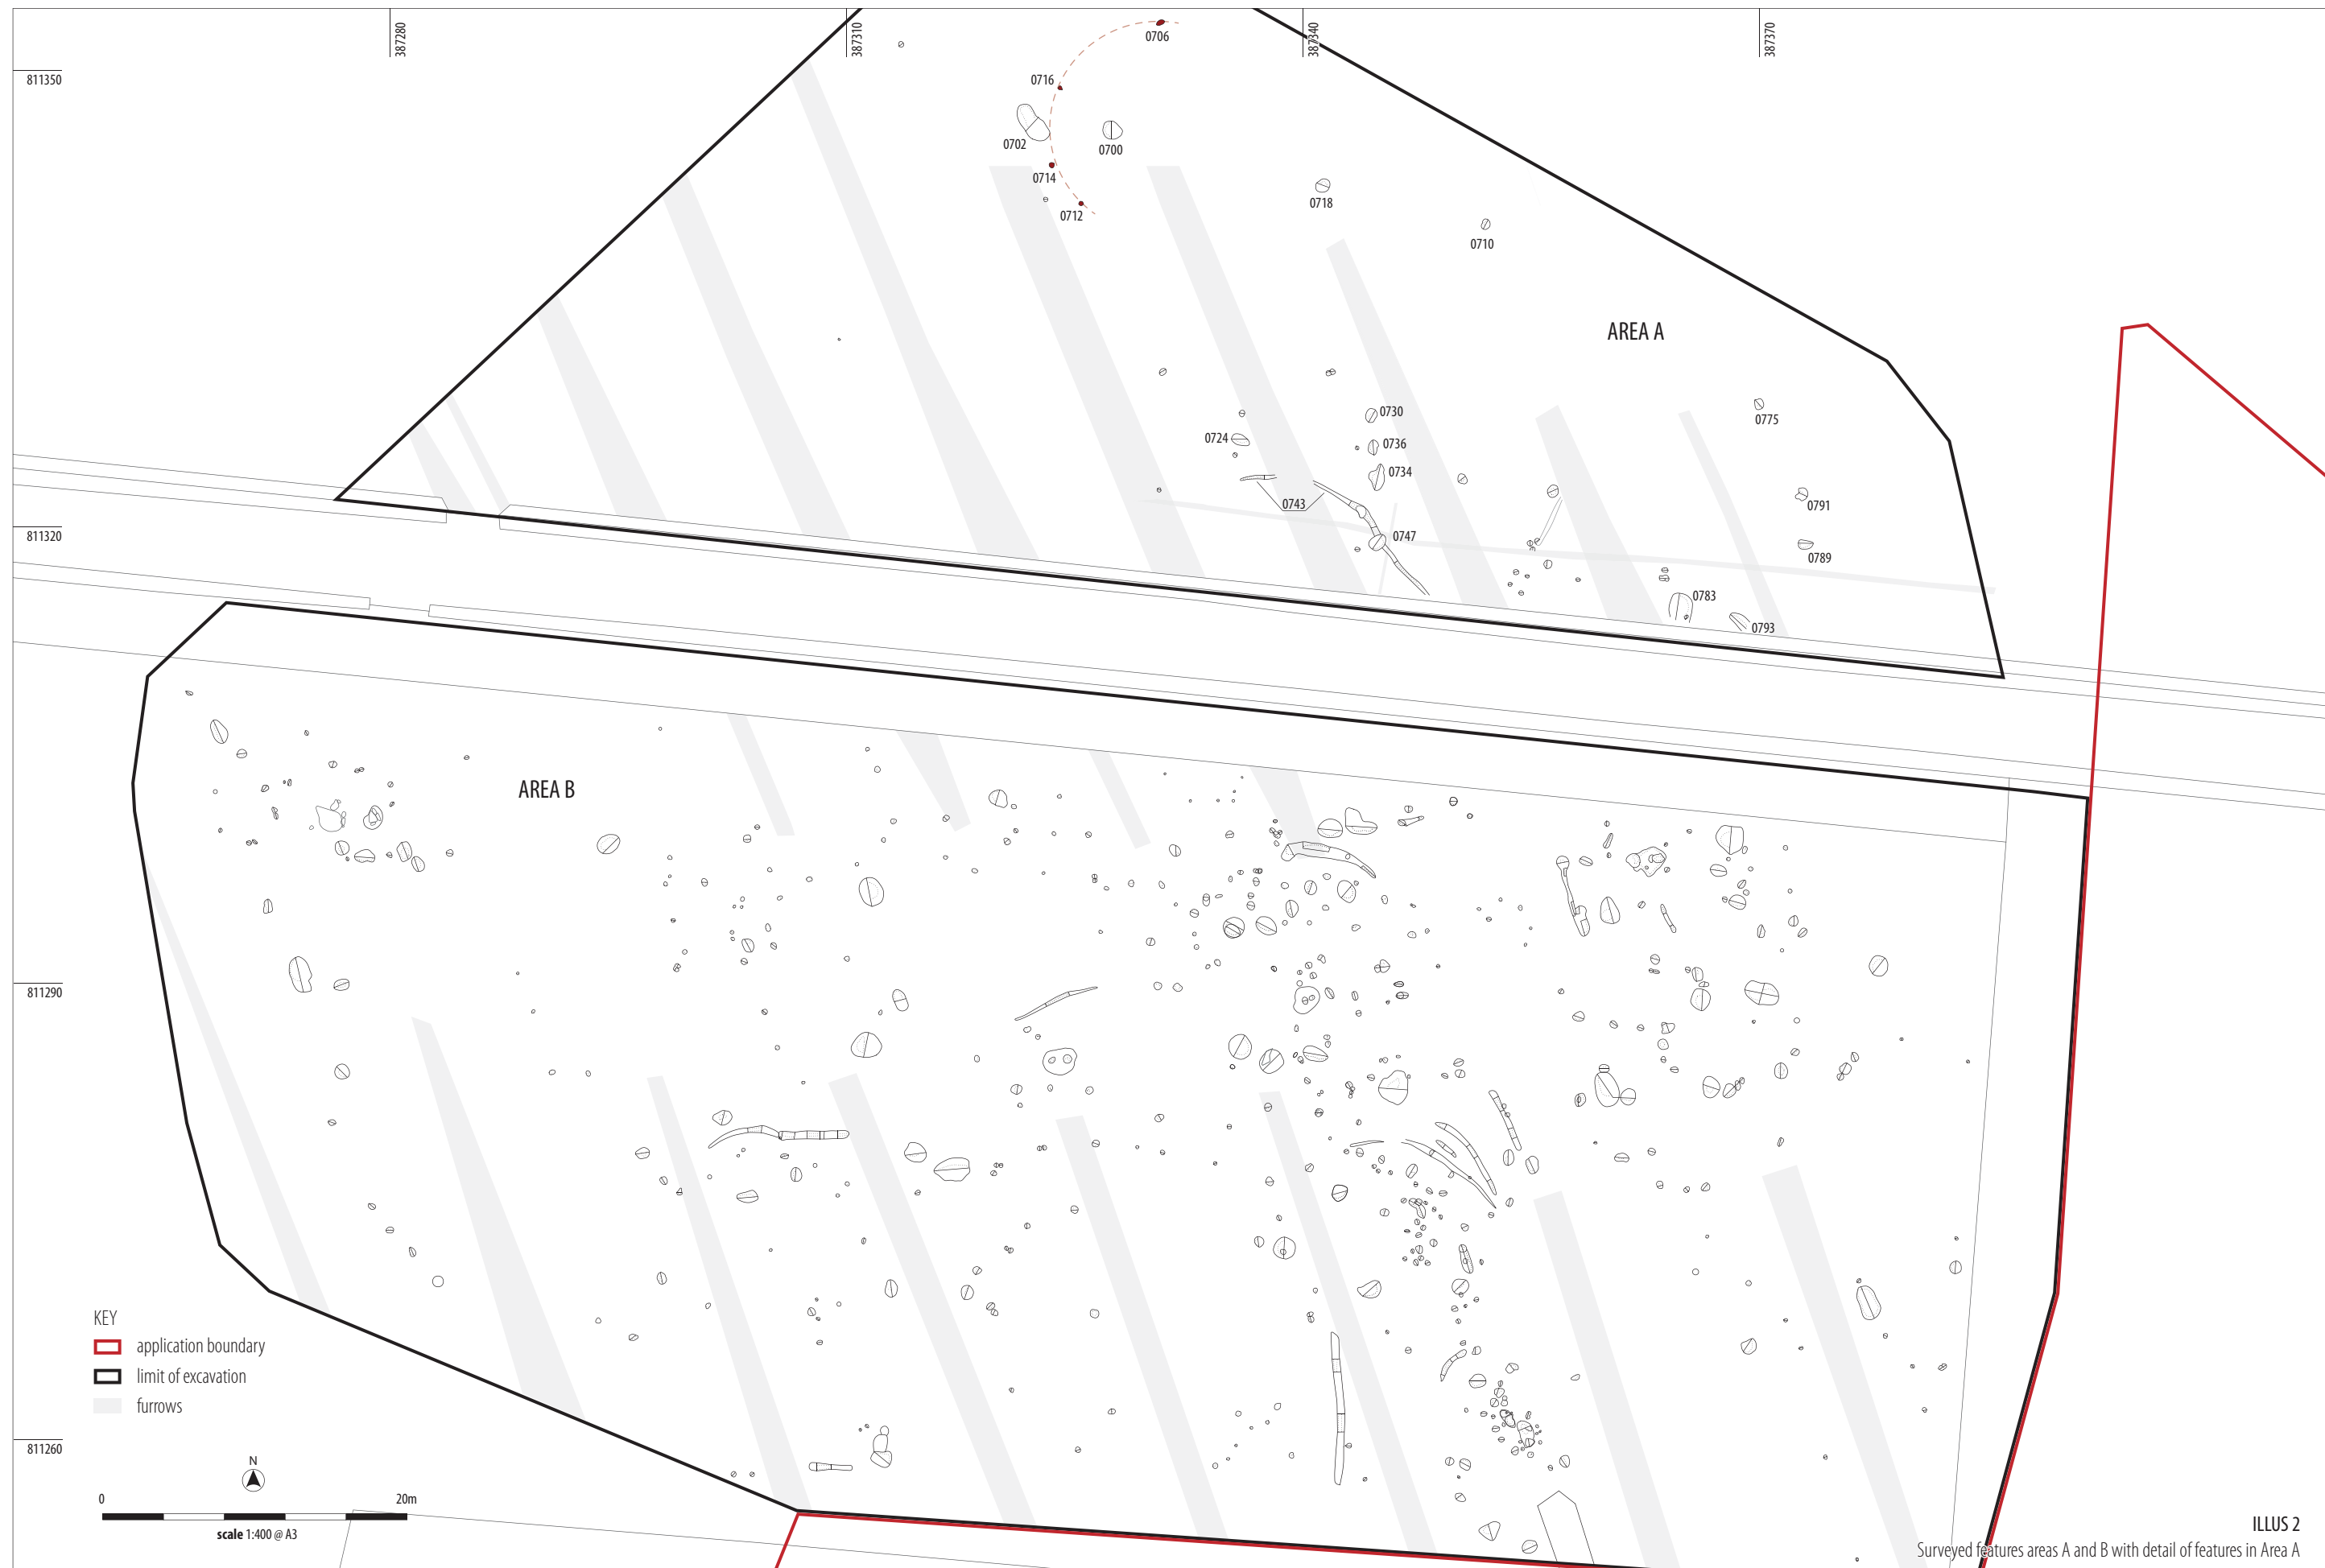 387280
387310
387340
387370
811350
811320
811290
811260
0706
0716
0702
0700
0714
0712
0718
0710
AREA A
0730
0724
0736
0734
0743
0747
0775
0791
0789
0783
0793
AREA B
KEY
application boundary
limit of excavation
furrows
N
0 20m
scale 1:400 @ A3
ILLUS 2
Surveyed features areas A and B with detail of features in Area A